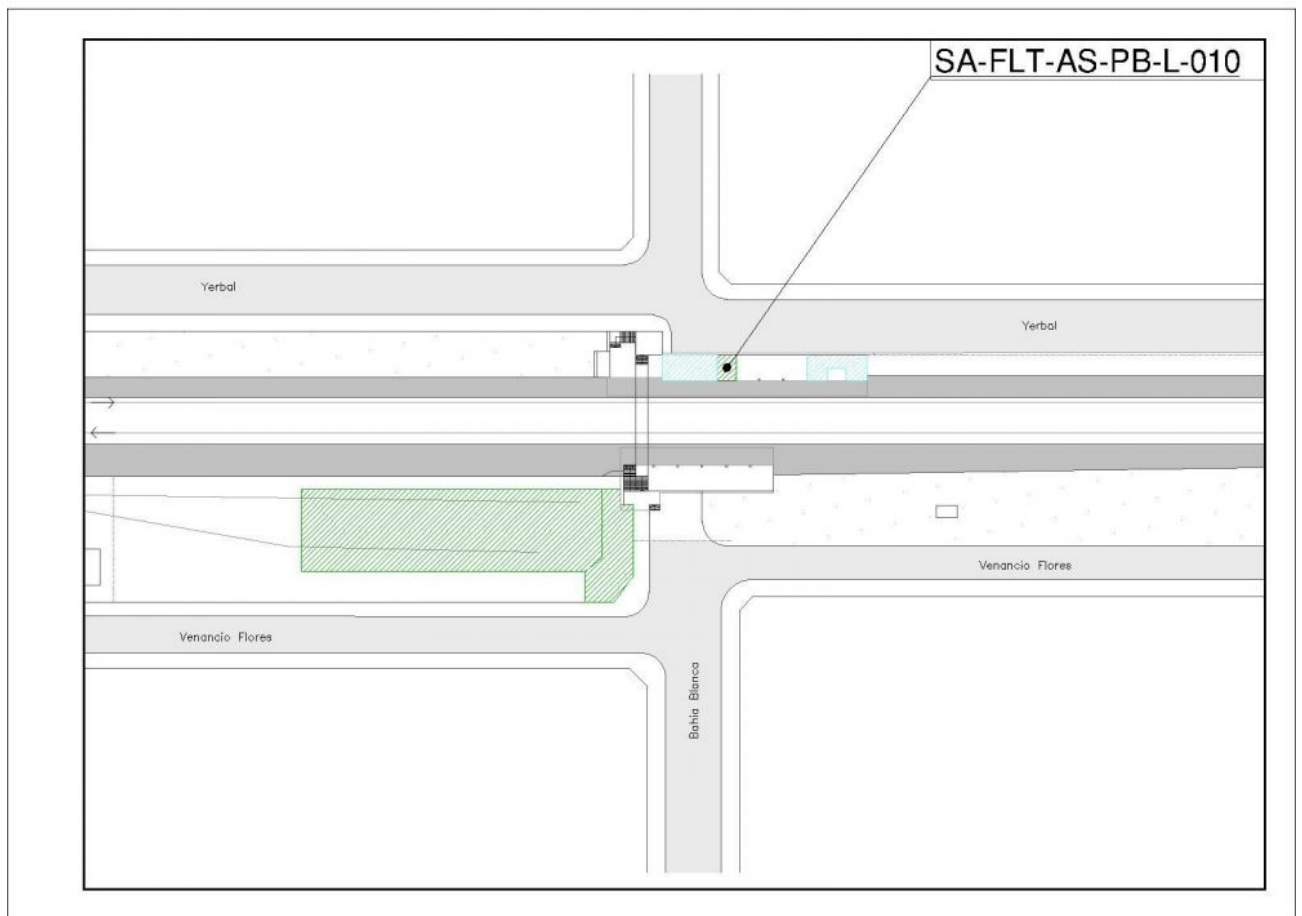 SA-FLT-AS-PB-L-010
Yerbal
Yerbal
Venancio Flores
Venancio Flores
Bahia Blanca